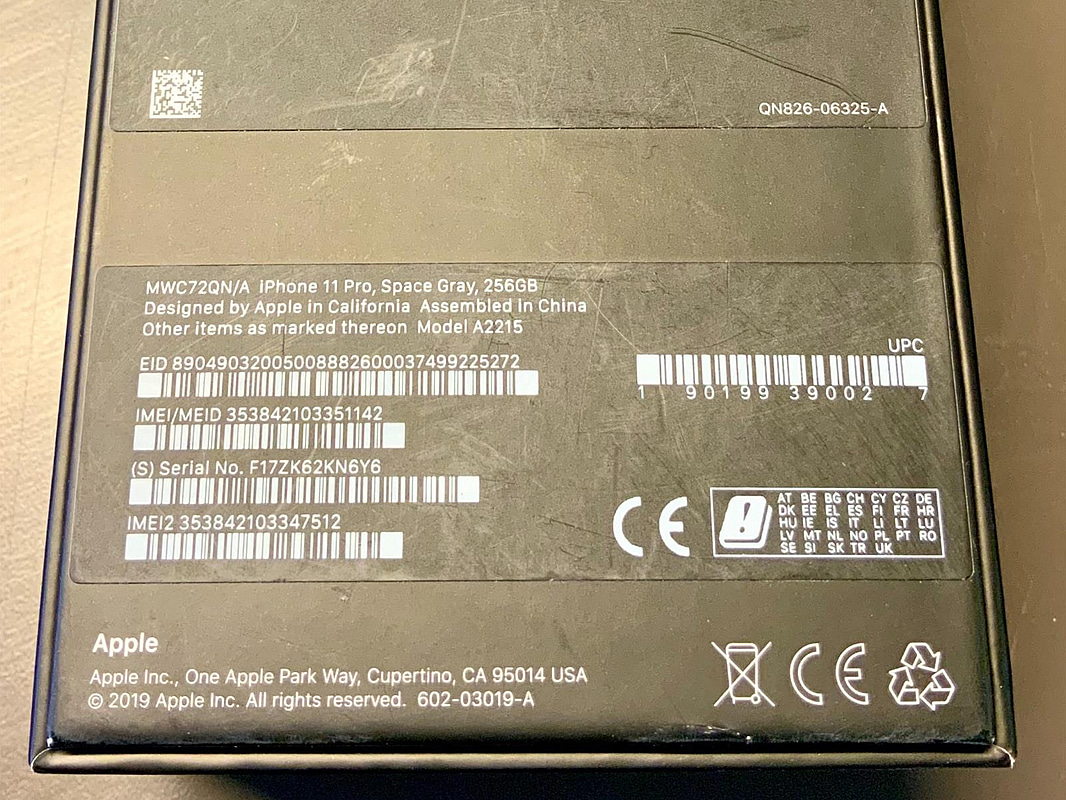 QN826-06325-A
MWC72QN/A iPhone 11 Pro, Space Gray, 256GB
Designed by Apple in California Assembled in China
Other items as marked thereon Model A2215
EID 89049032005008882600037499225272
IMEI/MEID 353842103351142
(S) Serial No. F17ZK62KN6Y6
IMEI2 353842103347512
UPC
1 90199 39002 7
CE
AT BE BG CH CY CZ DE
DK EE EL ES FI FR HR
HU IE IS IT LI LT LU
LV MT NL NO PL PT RO
SE SI SK TR UK
Apple
Apple Inc., One Apple Park Way, Cupertino, CA 95014 USA
© 2019 Apple Inc. All rights reserved. 602-03019-A
CE